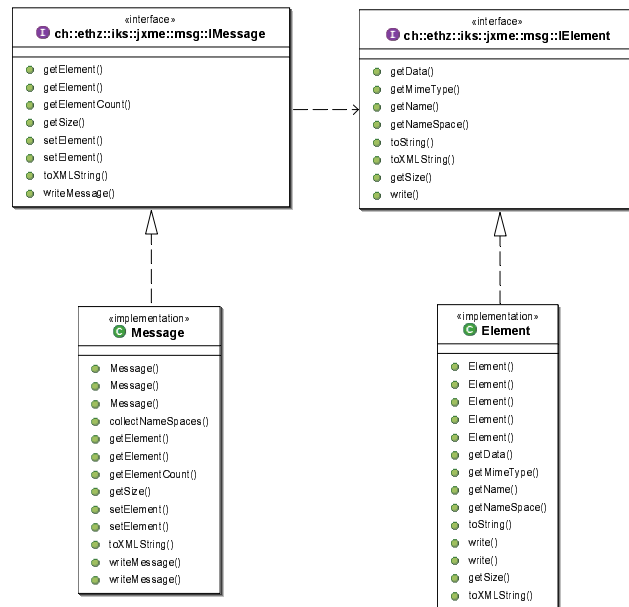 «interface»
I ch::ethz::iks::jxme::msg::IMessage
getElement()
getElement()
getElementCount()
getSize()
setElement()
setElement()
toXMLString()
writeMessage()
«interface»
I ch::ethz::iks::jxme::msg::IElement
getData()
getMimeType()
getName()
getNameSpace()
toString()
toXMLString()
getSize()
write()
«implementation»
C Message
Message()
Message()
Message()
collectNameSpaces()
getElement()
getElement()
getElementCount()
getSize()
setElement()
setElement()
toXMLString()
writeMessage()
writeMessage()
«implementation»
C Element
Element()
Element()
Element()
Element()
Element()
getData()
getMimeType()
getName()
getNameSpace()
toString()
write()
write()
getSize()
toXMLString()